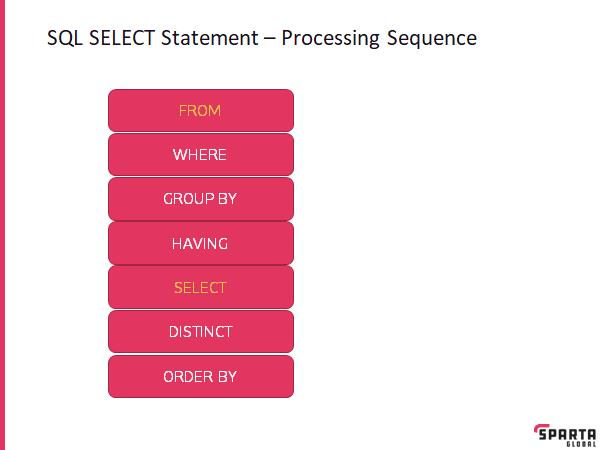 SQL SELECT Statement – Processing Sequence
FROM
WHERE
GROUP BY
HAVING
SELECT
DISTINCT
ORDER BY
SPARTA
GLOBAL